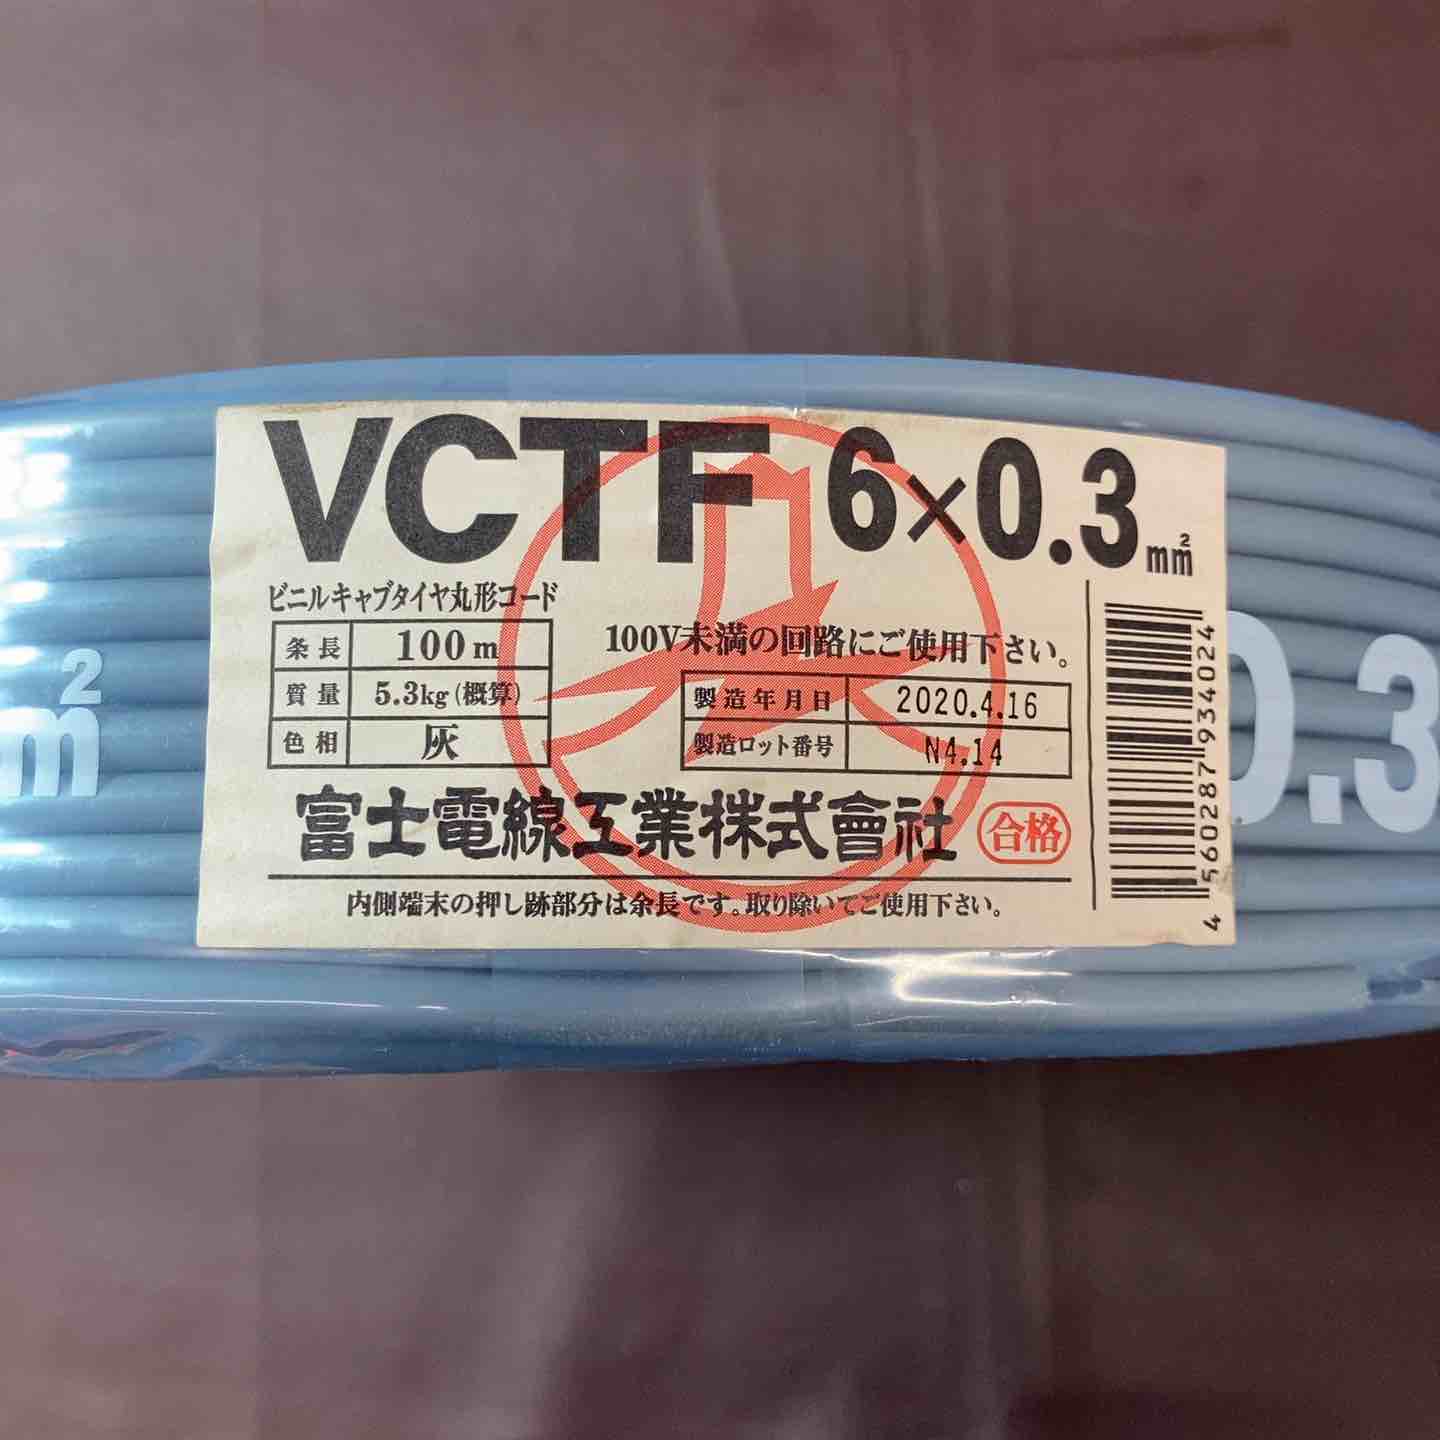 VCTF 6×0.3mm²
ビニルキャブタイヤ丸形コード
条長 100m
質量 5.3kg(概算)
色相 灰
100V未満の回路にご使用下さい。
製造年月日 2020.4.16
製造ロット番号 N4.14
富士電線工業株式會社 合格
内側端末の押し跡部分は余長です。取り除いてご使用下さい。
4560287934024
m²
0.3